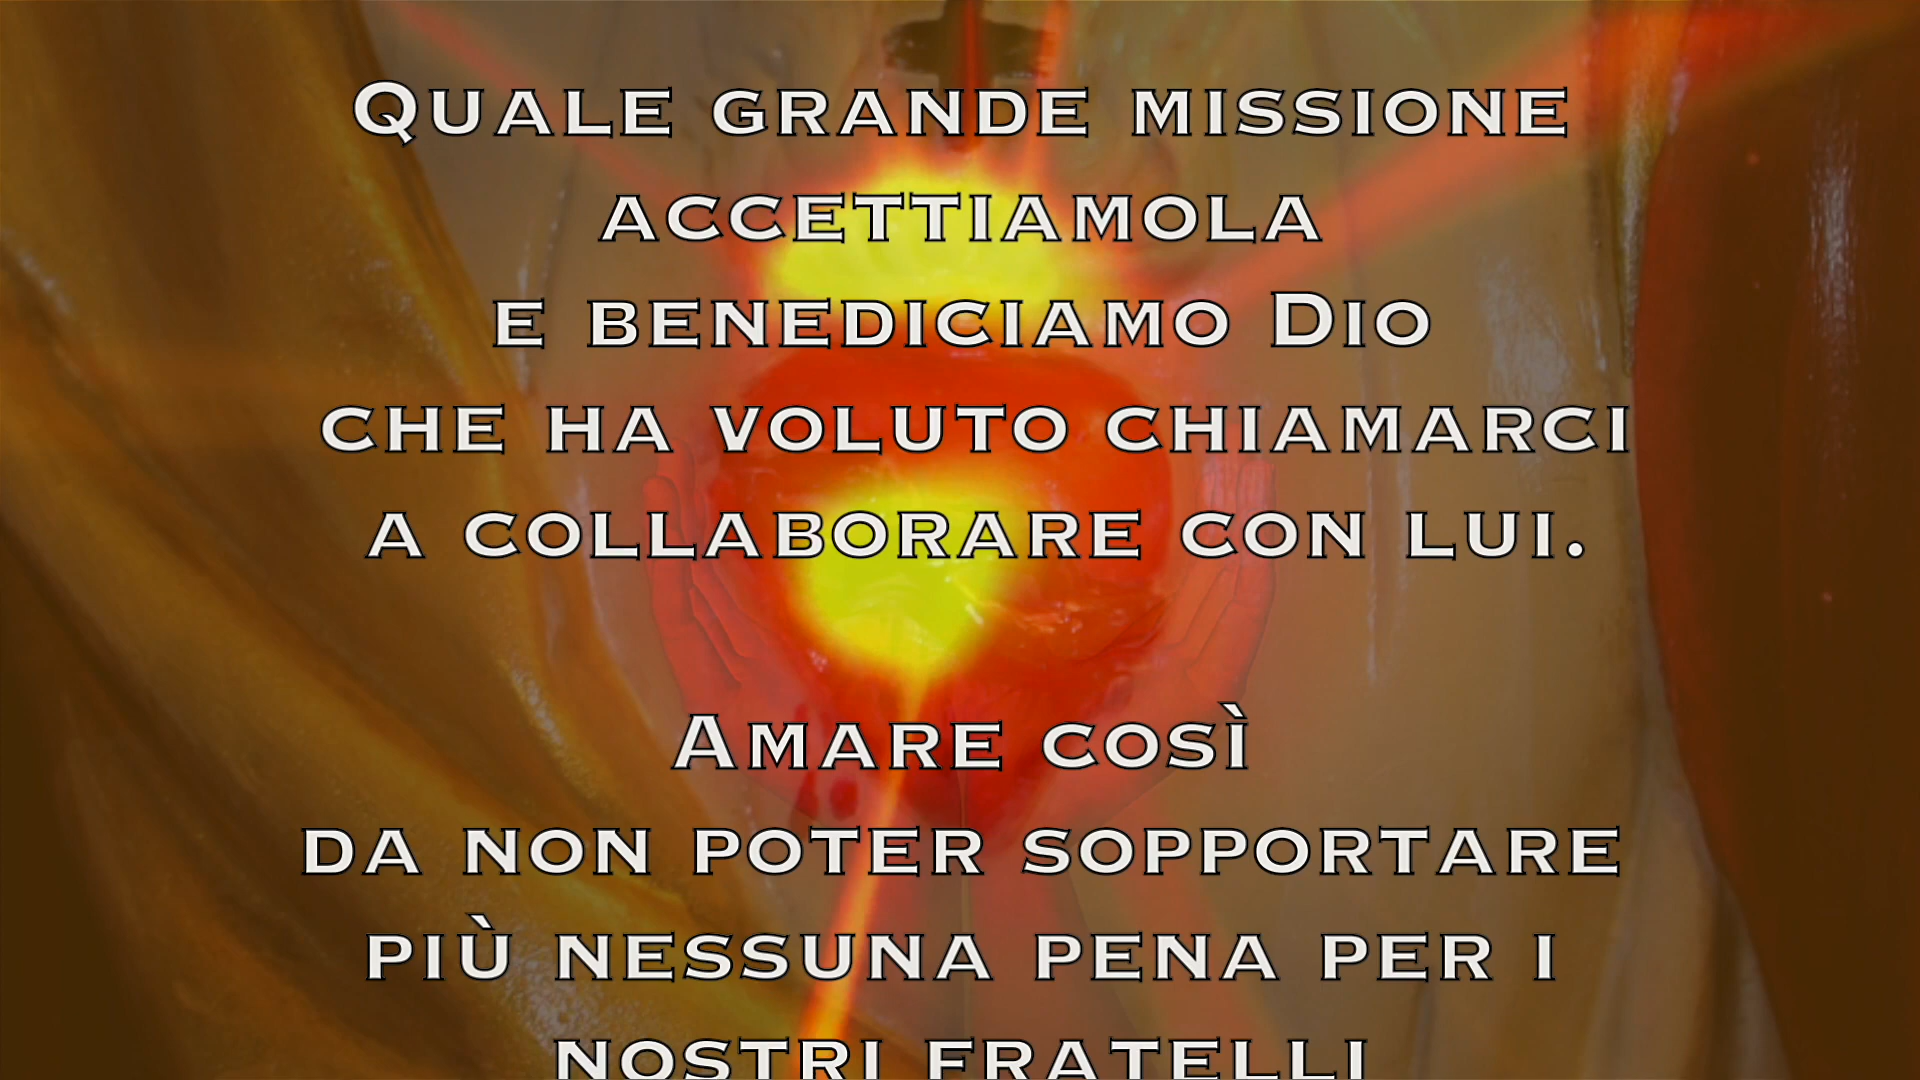 Quale grande missione
accettiamola
e benediciamo Dio
che ha voluto chiamarci
a collaborare con lui.
Amare così
da non poter sopportare
più nessuna pena per i
nostri fratelli